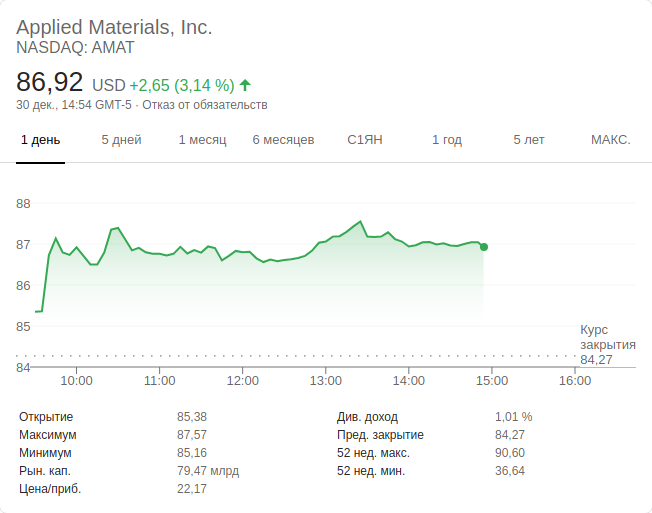 Applied Materials, Inc.
NASDAQ: AMAT
86,92 USD +2,65 (3,14 %)
30 дек., 14:54 GMT-5 · Отказ от обязательств
1 день 5 дней 1 месяц 6 месяцев С1ЯН 1 год 5 лет МАКС.
88
87
86
85
Курс
закрытия
84,27
84
10:00 11:00 12:00 13:00 14:00 15:00 16:00
Открытие 85,38 Див. доход 1,01 %
Максимум 87,57 Пред. закрытие 84,27
Минимум 85,16 52 нед. макс. 90,60
Рын. кап. 79,47 млрд 52 нед. мин. 36,64
Цена/приб. 22,17